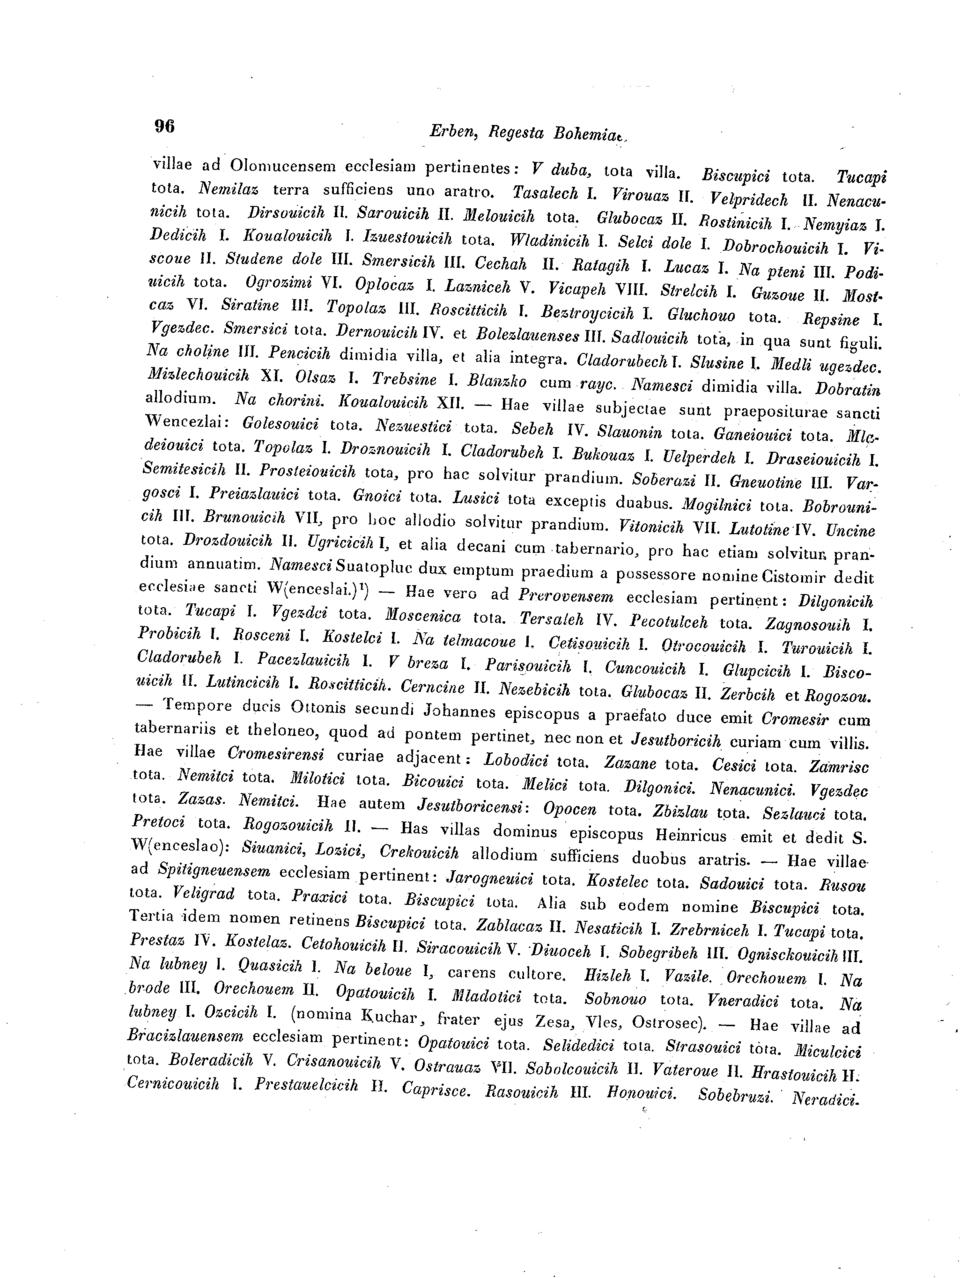 96
Erben, Regesta Bohemiae.
villae ad Olomucensem ecclesiam pertinentes: V duba, tota villa. Biscupici tota. Tucapi
tota. Nemilaz terra sufficiens uno aratro. Tasalech I. Virouaz II. Velpridech II. Nenacu-
nicih tota. Dirsouicih II. Sarouicih II. Melouicih tota. Glubocaz II. Rostinicih I. Nemyiaz I.
Dedicih I. Koualouicih I. Izuestouicih tota. Wladinicih I. Selci dole I. Dobrochouicih I. Vi-
scoue II. Studene dole III. Smersicih III. Cechah II. Ratagih I. Lucaz I. Na pteni III. Podi-
uicih tota. Ogrozimi VI. Oplocaz I. Lazniceh V. Vicapeh VIII. Strelcih I. Guzoue II. Most-
caz VI. Siratine III. Topolaz III. Roscitticih I. Beztroycicih I. Gluchouo tota. Repsine I.
Vgezdec. Smersici tota. Dernouicih IV. et Bolezlauenses III. Sadlouicih tota, in qua sunt figuli.
Na choline III. Pencicih dimidia villa, et alia integra. Cladorubech I. Slusine I. Medli ugezdec.
Mizlechouicih XI. Olsaz I. Trebsine I. Blanzko cum rayc. Namesci dimidia villa. Dobratin
allodium. Na chorini. Koualouicih XII. — Hae villae subjectae sunt praepositurae sancti
Wencezlai: Golesouici tota. Nezuestici tota. Sebeh IV. Slauonin tota. Ganeiouici tota. Mla-
deiouici tota. Topolaz I. Droznouicih I. Cladorubeh I. Bukouaz I. Uelperdeh I. Draseiouicih I.
Semitesicih II. Prosteiouicih tota, pro hac solvitur prandium. Soberazi II. Gneuotine III. Var-
gosci I. Preiazlauici tota. Gnoici tota. Lusici tota exceptis duabus. Mogilnici tota. Bobrouni-
cih III. Brunouicih VII, pro hoc allodio solvitur prandium. Vitonicih VII. Lutotine IV. Uncine
tota. Drozdouicih II. Ugricicih I, et alia decani cum tabernario, pro hac etiam solvitur pran-
dium annuatim. Namesci Suatopluc dux emptum praedium a possessore nomine Cistomir dedit
ecclesiae sancti W(enceslai.)¹) — Hae vero ad Prerovensem ecclesiam pertinent: Dilgonicih
tota. Tucapi I. Vgezdci tota. Moscenica tota. Tersaleh IV. Pecotulceh tota. Zagnosouih I.
Probicih I. Rosceni I. Kostelci I. Na telmacoue I. Cetisouicih I. Otrocouicih I. Turouicih I.
Cladorubeh I. Pacezlauicih I. V breza I. Parisouicih I. Cuncouicih I. Glupcicih I. Bisco-
uicih II. Lutincicih I. Roscitticih. Cerncine II. Nezebicih tota. Glubocaz II. Zerbcih et Rogozou.
— Tempore ducis Ottonis secundi Johannes episcopus a praefato duce emit Cromesir cum
tabernariis et theloneo, quod ad pontem pertinet, nec non et Jesutboricih curiam cum villis.
Hae villae Cromesirensi curiae adjacent: Lobodici tota. Zazane tota. Cesici tota. Zamrisc
tota. Nemitci tota. Milotici tota. Bicouici tota. Melici tota. Dilgonici. Nenacunici. Vgezdec
tota. Zazas. Nemitci. Hae autem Jesutboricensi: Opocen tota. Zbizlau tota. Sezlauci tota.
Pretoci tota. Rogozouicih II. — Has villas dominus episcopus Heinricus emit et dedit S.
W(enceslao): Siuanici, Lozici, Crekouicih allodium sufficiens duobus aratris. — Hae villae
ad Spitigneuensem ecclesiam pertinent: Jarogneuici tota. Kostelec tota. Sadouici tota. Rusou
tota. Veligrad tota. Praxici tota. Biscupici tota. Alia sub eodem nomine Biscupici tota.
Tertia idem nomen retinens Biscupici tota. Zablacaz II. Nesaticih I. Zrebrniceh I. Tucapi tota.
Prestaz IV. Kostelaz. Cetohouicih II. Siracouicih V. Diuoceh I. Sobegribeh III. Ognisckouicih III.
Na lubney I. Quasicih I. Na beloue I, carens cultore. Hizleh I. Vazile. Orechouem I. Na
brode III. Orechouem II. Opatouicih I. Mladotici tota. Sobnouo tota. Vneradici tota. Na
lubney I. Ozcicih I. (nomina Kuchar, frater ejus Zesa, Vles, Ostrosec). — Hae villae ad
Bracizlauensem ecclesiam pertinent: Opatouici tota. Selidedici tota. Strasouici tota. Miculcici
tota. Boleradicih V. Crisanouicih V. Ostrauaz VII. Sobolcouicih II. Vateroue II. Hrastouicih II.
Cernicouicih I. Prestauelcicih II. Caprisce. Rasouicih III. Honouici. Sobebruzi. Neradici.